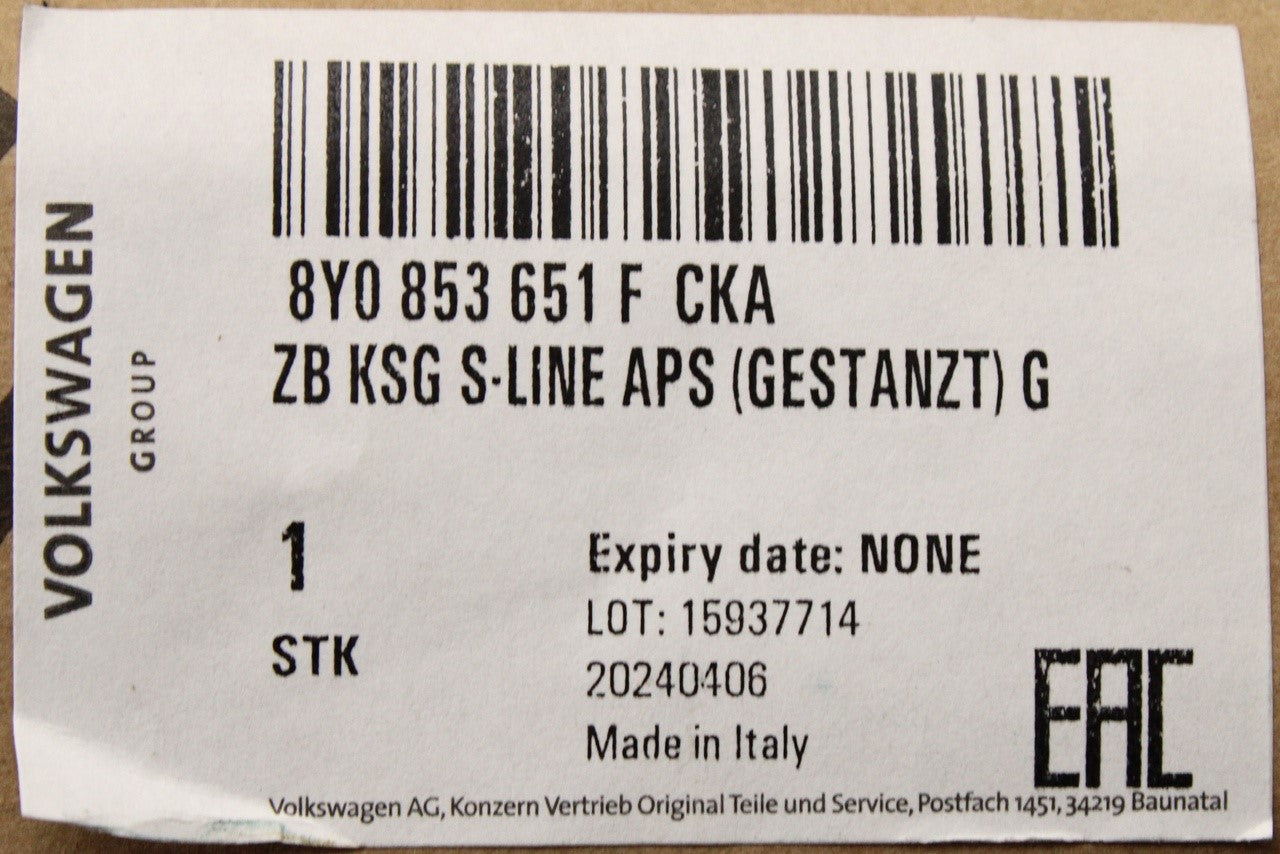 VOLKSWAGEN
GROUP
8Y0 853 651 F CKA
ZB KSG S-LINE APS (GESTANZT) G
1
STK
Expiry date: NONE
LOT: 15937714
20240406
Made in Italy
EAC
Volkswagen AG, Konzern Vertrieb Original Teile und Service, Postfach 1451, 34219 Baunatal